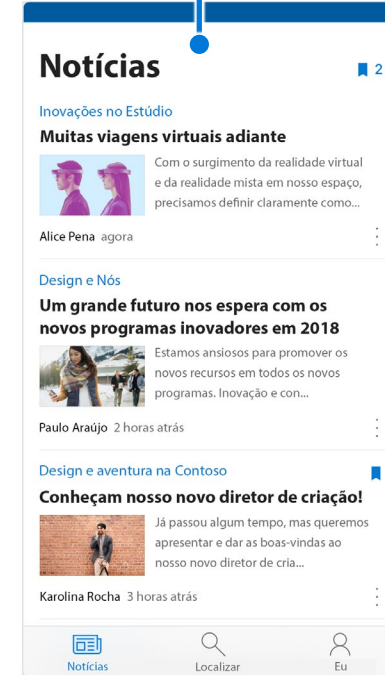 Notícias
2
Inovações no Estúdio
Muitas viagens virtuais adiante
Com o surgimento da realidade virtual
e da realidade mista em nosso espaço,
precisamos definir claramente como...
Alice Pena agora
Design e Nós
Um grande futuro nos espera com os
novos programas inovadores em 2018
Estamos ansiosos para promover os
novos recursos em todos os novos
programas. Inovação e con...
Paulo Araújo 2 horas atrás
Design e aventura na Contoso
Conheçam nosso novo diretor de criação!
Já passou algum tempo, mas queremos
apresentar e dar as boas-vindas ao
nosso novo diretor de cria...
Karolina Rocha 3 horas atrás
Notícias
Localizar
Eu